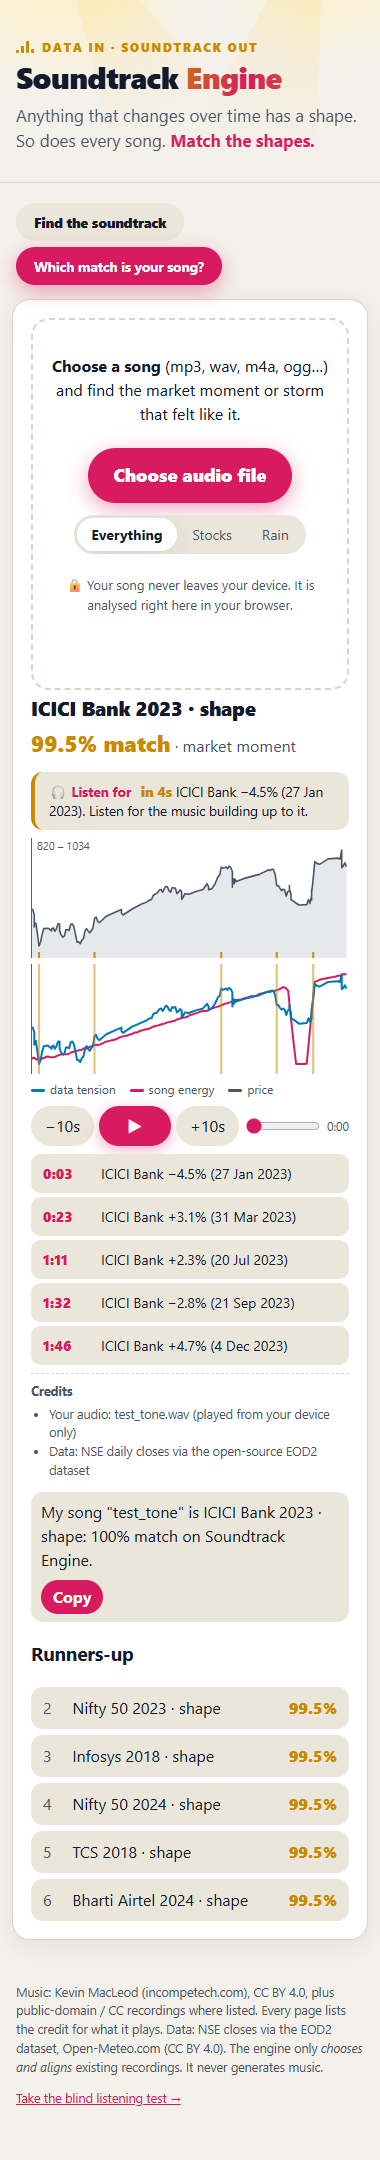 DATA IN · SOUNDTRACK OUT
Soundtrack Engine
Anything that changes over time has a shape.
So does every song. Match the shapes.
Find the soundtrack
Which match is your song?
Choose a song (mp3, wav, m4a, ogg...)
and find the market moment or storm
that felt like it.
Choose audio file
Everything Stocks Rain
🔒 Your song never leaves your device. It is
analysed right here in your browser.
ICICI Bank 2023 · shape
99.5% match · market moment
🎧 Listen for in 4s ICICI Bank −4.5% (27 Jan
2023). Listen for the music building up to it.
820 – 1034
data tension song energy price
−10s ▶ +10s 0:00
0:03 ICICI Bank −4.5% (27 Jan 2023)
0:23 ICICI Bank +3.1% (31 Mar 2023)
1:11 ICICI Bank +2.3% (20 Jul 2023)
1:32 ICICI Bank −2.8% (21 Sep 2023)
1:46 ICICI Bank +4.7% (4 Dec 2023)
Credits
• Your audio: test_tone.wav (played from your device
only)
• Data: NSE daily closes via the open-source EOD2
dataset
My song "test_tone" is ICICI Bank 2023 ·
shape: 100% match on Soundtrack
Engine.
Copy
Runners-up
2 Nifty 50 2023 · shape 99.5%
3 Infosys 2018 · shape 99.5%
4 Nifty 50 2024 · shape 99.5%
5 TCS 2018 · shape 99.5%
6 Bharti Airtel 2024 · shape 99.5%
Music: Kevin MacLeod (incompetech.com), CC BY 4.0, plus
public-domain / CC recordings where listed. Every page lists
the credit for what it plays. Data: NSE closes via the EOD2
dataset, Open-Meteo.com (CC BY 4.0). The engine only chooses
and aligns existing recordings. It never generates music.
Take the blind listening test →